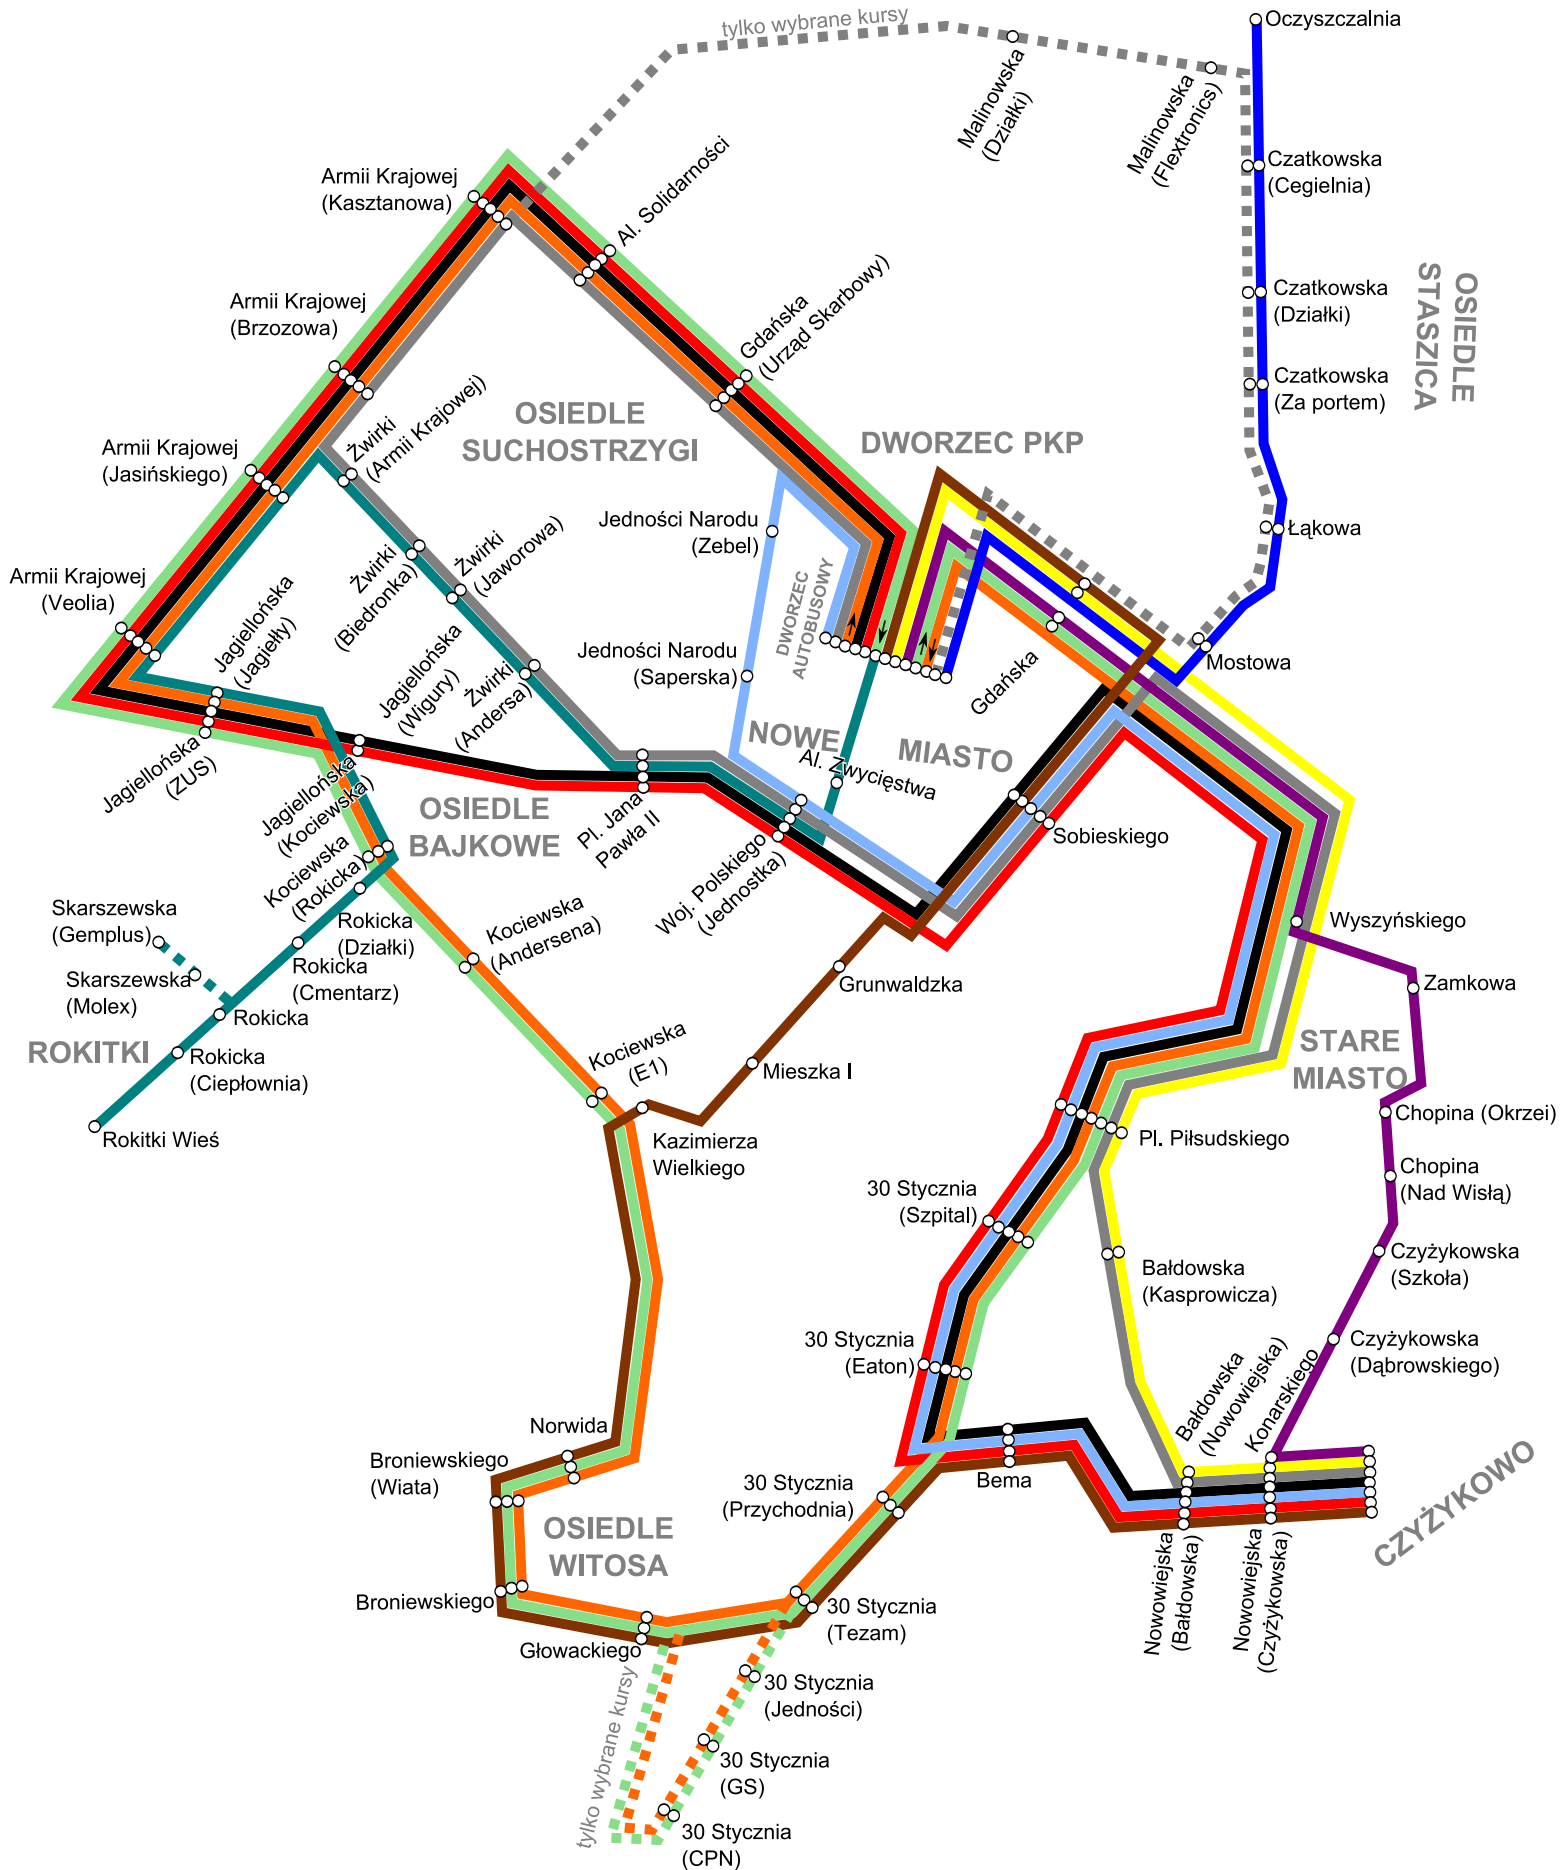 tylko wybrane kursy
Oczyszczalnia
Malinowska
(Działki)
Malinowska
(Flextronics)
Czatkowska
(Cegielnia)
Armii Krajowej
(Kasztanowa)
Al. Solidarności
OSIEDLE
STASZICA
Czatkowska
(Działki)
Armii Krajowej
(Brzozowa)
Gdańska
(Urząd Skarbowy)
Czatkowska
(Za portem)
OSIEDLE
SUCHOSTRZYGI
DWORZEC PKP
Armii Krajowej
(Jasińskiego)
Żwirki
(Armii Krajowej)
Jedności Narodu
(Zebel)
Łąkowa
Armii Krajowej
(Veolia)
Jagiellońska
(Jagiełły)
Żwirki
(Biedronka)
Żwirki
(Jaworowa)
DWORZEC
AUTOBUSOWY
Jedności Narodu
(Saperska)
Mostowa
Gdańska
Jagiellońska
(Wigury)
Żwirki
(Andersa)
NOWE
MIASTO
Jagiellońska
(ZUS)
Al. Zwycięstwa
Jagiellońska
(Kociewska)
OSIEDLE
BAJKOWE
Pl. Jana
Pawła II
Sobieskiego
Kociewska
(Rokicka)
Woj. Polskiego
(Jednostka)
Skarszewska
(Gemplus)
Rokicka
(Działki)
Kociewska
(Andersena)
Wyszyńskiego
Skarszewska
(Molex)
Rokicka
(Cmentarz)
Grunwaldzka
Zamkowa
Rokicka
ROKITKI
Rokicka
(Ciepłownia)
Kociewska
(E1)
Mieszka I
STARE
MIASTO
Rokitki Wieś
Kazimierza
Wielkiego
Pl. Piłsudskiego
Chopina (Okrzei)
Chopina
(Nad Wisłą)
30 Stycznia
(Szpital)
Bałdowska
(Kasprowicza)
Czyżykowska
(Szkoła)
30 Stycznia
(Eaton)
Czyżykowska
(Dąbrowskiego)
Bałdowska
(Nowowiejska)
Konarskiego
Norwida
Broniewskiego
(Wiata)
Bema
30 Stycznia
(Przychodnia)
CZYŻYKOWO
OSIEDLE
WITOSA
Nowowiejska
(Bałdowska)
Nowowiejska
(Czyżykowska)
Broniewskiego
30 Stycznia
(Tezam)
Głowackiego
tylko wybrane kursy
30 Stycznia
(Jedności)
30 Stycznia
(GS)
30 Stycznia
(CPN)